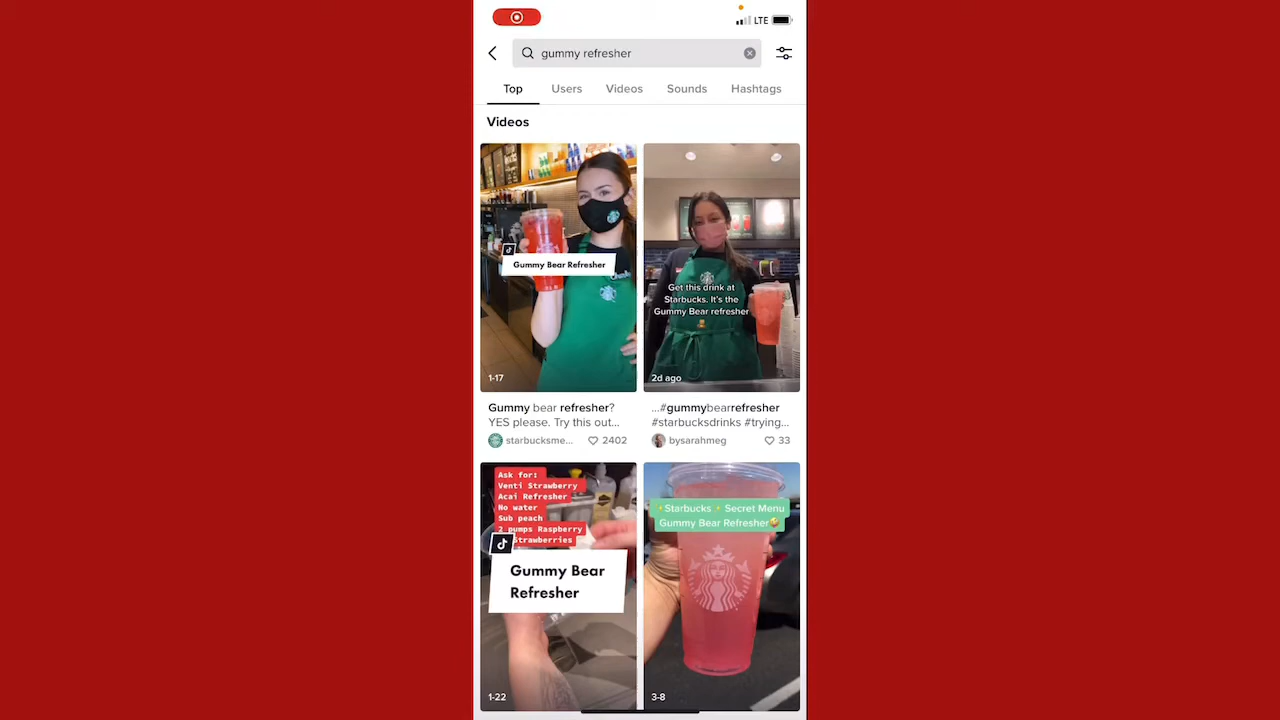 LTE
gummy refresher
Top
Users
Videos
Sounds
Hashtags
Videos
Gummy Bear Refresher
1-17
Get this drink at
Starbucks. It's the
Gummy Bear refresher
2d ago
Gummy bear refresher?
YES please. Try this out...
starbucksme...
2402
...#gummybearrefresher
#starbucksdrinks #trying...
bysarahmeg
33
Ask for:
Venti Strawberry
Acai Refresher
No water
Sub peach
2 pumps Raspberry
strawberries
Gummy Bear
Refresher
1-22
Starbucks Secret Menu
Gummy Bear Refresher
3-8